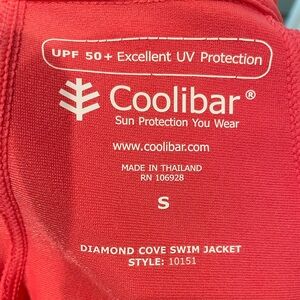 UPF 50+ Excellent UV Protection
Coolibar®
Sun Protection You Wear
www.coolibar.com
MADE IN THAILAND
RN 106928
S
DIAMOND COVE SWIM JACKET
STYLE: 10151